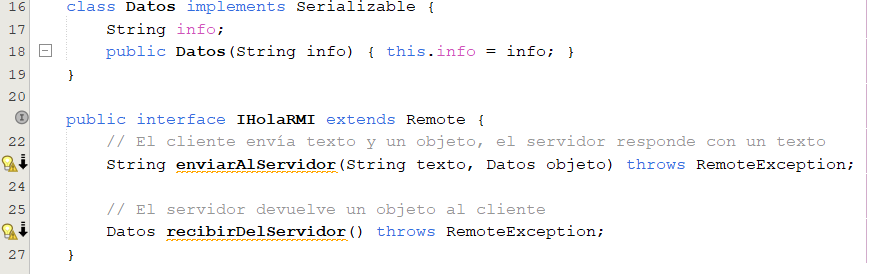 16 class Datos implements Serializable {
17 String info;
18 public Datos(String info) { this.info = info; }
19 }
20
public interface IHolaRMI extends Remote {
22 // El cliente envía texto y un objeto, el servidor responde con un texto
String enviarAlServidor(String texto, Datos objeto) throws RemoteException;
24
25 // El servidor devuelve un objeto al cliente
Datos recibirDelServidor() throws RemoteException;
27 }